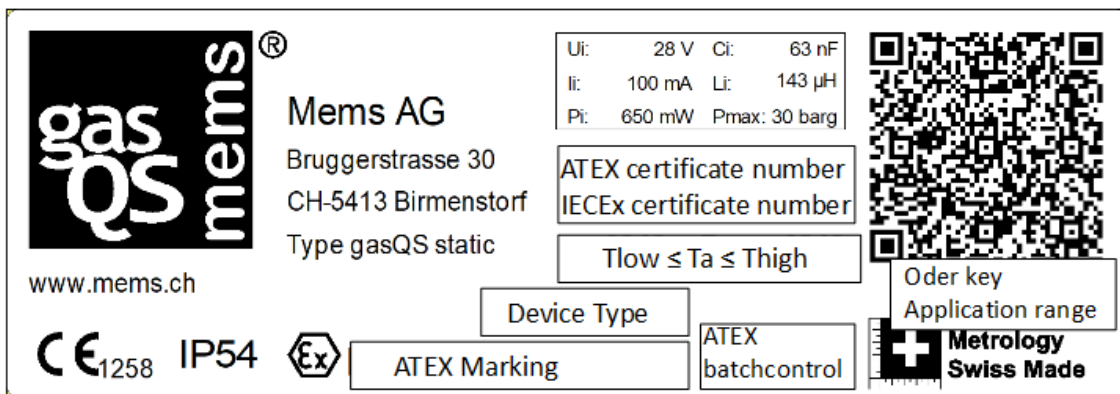 gas
QS
mems
®
www.mems.ch
Mems AG
Bruggerstrasse 30
CH-5413 Birmenstorf
Type gasQS static
Ui: 28 V Ci: 63 nF
Ii: 100 mA Li: 143 µH
Pi: 650 mW Pmax: 30 barg
ATEX certificate number
IECEx certificate number
Tlow ≤ Ta ≤ Thigh
Oder key
Application range
Device Type
CE 1258 IP54 Ex
ATEX Marking
ATEX
batchcontrol
Metrology
Swiss Made